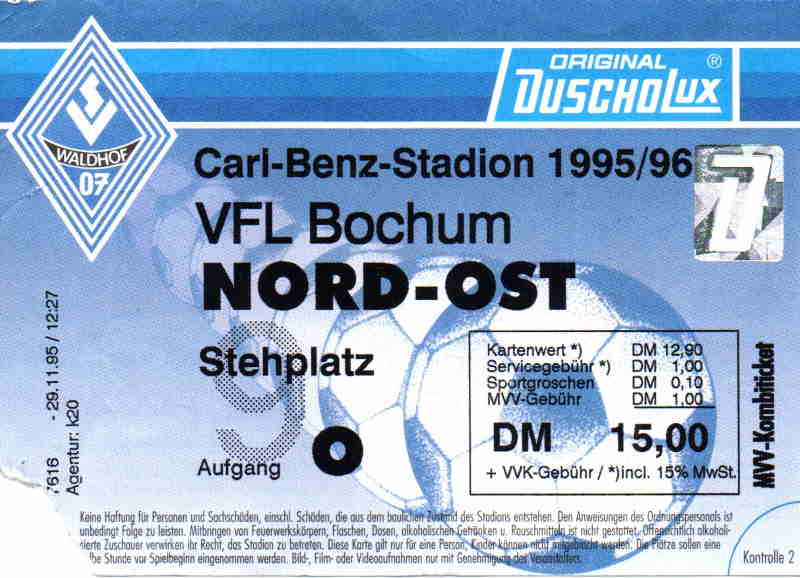 ORIGINAL ®
DUSCHOLUX
WALDHOF
07
Carl-Benz-Stadion 1995/96
7
VFL Bochum
NORD-OST
9
Stehplatz
Kartenwert *) DM 12,90
Servicegebühr *) DM 1,00
Sportgroschen DM 0,10
MVV-Gebühr DM 1,00
DM 15,00
+ VVK-Gebühr / *)incl. 15% MwSt.
Aufgang O
MVV-Kombiticket
7616 - 29.11.95 / 12:27
Agentur: k20
Keine Haftung für Personen und Sachschäden, einschl. Schäden, die aus dem baulichen Zustand des Stadions entstehen. Den Anweisungen des Ordnungspersonals ist
unbedingt Folge zu leisten. Mitbringen von Feuerwerkskörpern, Flaschen, Dosen, alkoholischen Getränken u. Rauschmitteln ist nicht gestattet. Offensichtlich alkoholi-
sierte Zuschauer verwirken ihr Recht, das Stadion zu betreten. Diese Karte gilt nur für eine Person, Kinder können nicht mitgebracht werden. Die Plätze sollen eine
lbe Stunde vor Spielbeginn eingenommen werden. Bild-, Film- oder Videoaufnahmen nur mit Genehmigung des Veranstalters.
Kontrolle 2